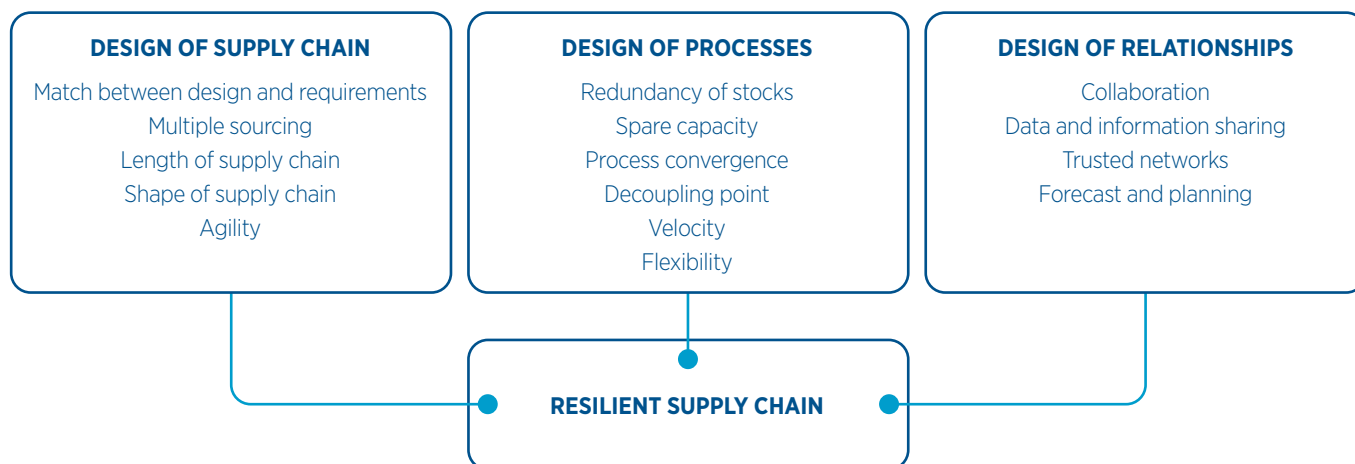 DESIGN OF SUPPLY CHAIN
Match between design and requirements
Multiple sourcing
Length of supply chain
Shape of supply chain
Agility
DESIGN OF PROCESSES
Redundancy of stocks
Spare capacity
Process convergence
Decoupling point
Velocity
Flexibility
DESIGN OF RELATIONSHIPS
Collaboration
Data and information sharing
Trusted networks
Forecast and planning
RESILIENT SUPPLY CHAIN